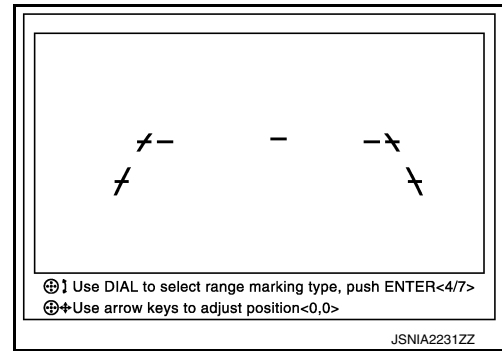 Use DIAL to select range marking type, push ENTER<4/7>
Use arrow keys to adjust position<0,0>
JSNIA2231ZZ